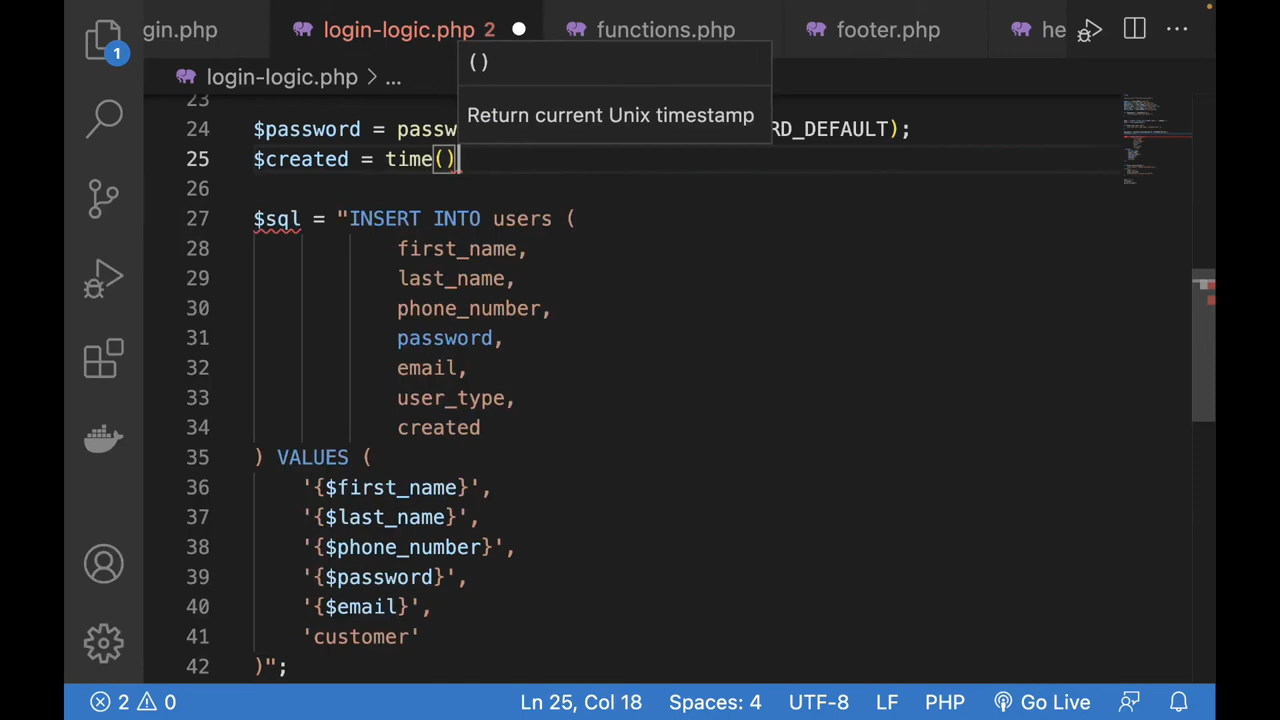 gin.php login-logic.php 2 functions.php footer.php he
1
login-logic.php > ...
()
Return current Unix timestamp
23
24 $password = passw RD_DEFAULT);
25 $created = time()
26
27 $sql = "INSERT INTO users (
28 first_name,
29 last_name,
30 phone_number,
31 password,
32 email,
33 user_type,
34 created
35 ) VALUES (
36 '{$first_name}',
37 '{$last_name}',
38 '{$phone_number}',
39 '{$password}',
40 '{$email}',
41 'customer'
42 )";
2 0 Ln 25, Col 18 Spaces: 4 UTF-8 LF PHP Go Live